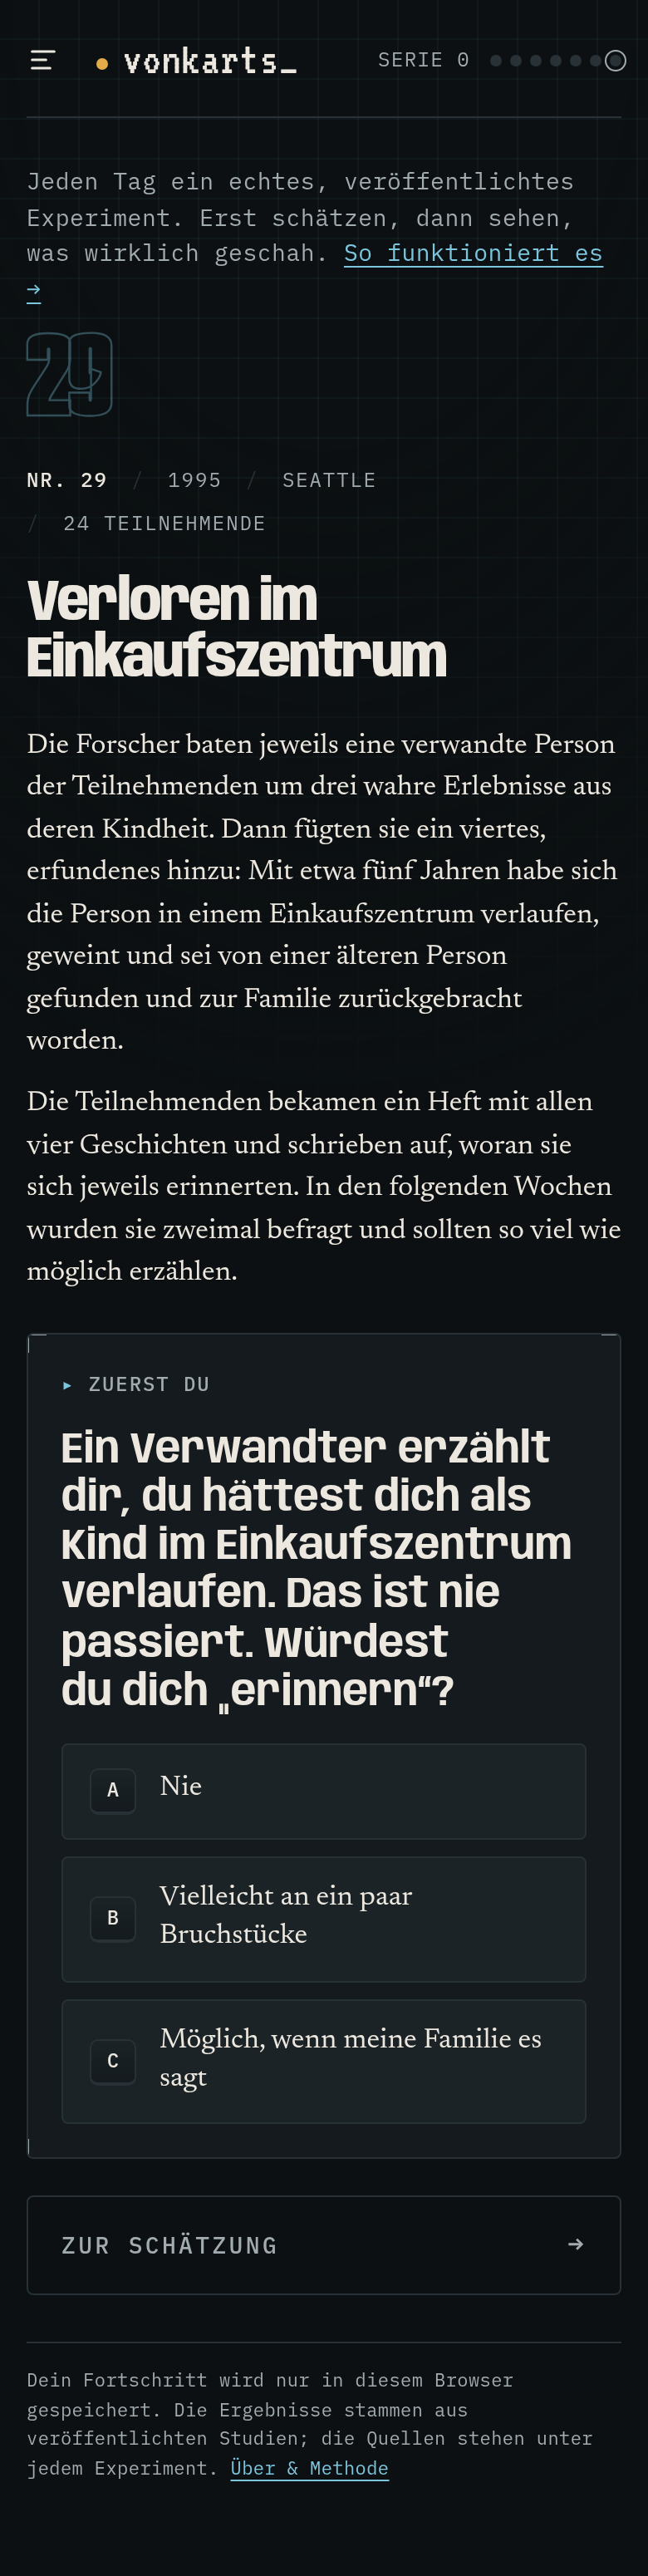 vonkarts_
SERIE 0
Jeden Tag ein echtes, veröffentlichtes
Experiment. Erst schätzen, dann sehen,
was wirklich geschah. So funktioniert es
→
29
NR. 29 / 1995 / SEATTLE
/ 24 TEILNEHMENDE
Verloren im
Einkaufszentrum
Die Forscher baten jeweils eine verwandte Person
der Teilnehmenden um drei wahre Erlebnisse aus
deren Kindheit. Dann fügten sie ein viertes,
erfundenes hinzu: Mit etwa fünf Jahren habe sich
die Person in einem Einkaufszentrum verlaufen,
geweint und sei von einer älteren Person
gefunden und zur Familie zurückgebracht
worden.
Die Teilnehmenden bekamen ein Heft mit allen
vier Geschichten und schrieben auf, woran sie
sich jeweils erinnerten. In den folgenden Wochen
wurden sie zweimal befragt und sollten so viel wie
möglich erzählen.
▸ ZUERST DU
Ein Verwandter erzählt
dir, du hättest dich als
Kind im Einkaufszentrum
verlaufen. Das ist nie
passiert. Würdest
du dich „erinnern“?
A Nie
B Vielleicht an ein paar
Bruchstücke
C Möglich, wenn meine Familie es
sagt
ZUR SCHÄTZUNG →
Dein Fortschritt wird nur in diesem Browser
gespeichert. Die Ergebnisse stammen aus
veröffentlichten Studien; die Quellen stehen unter
jedem Experiment. Über & Methode